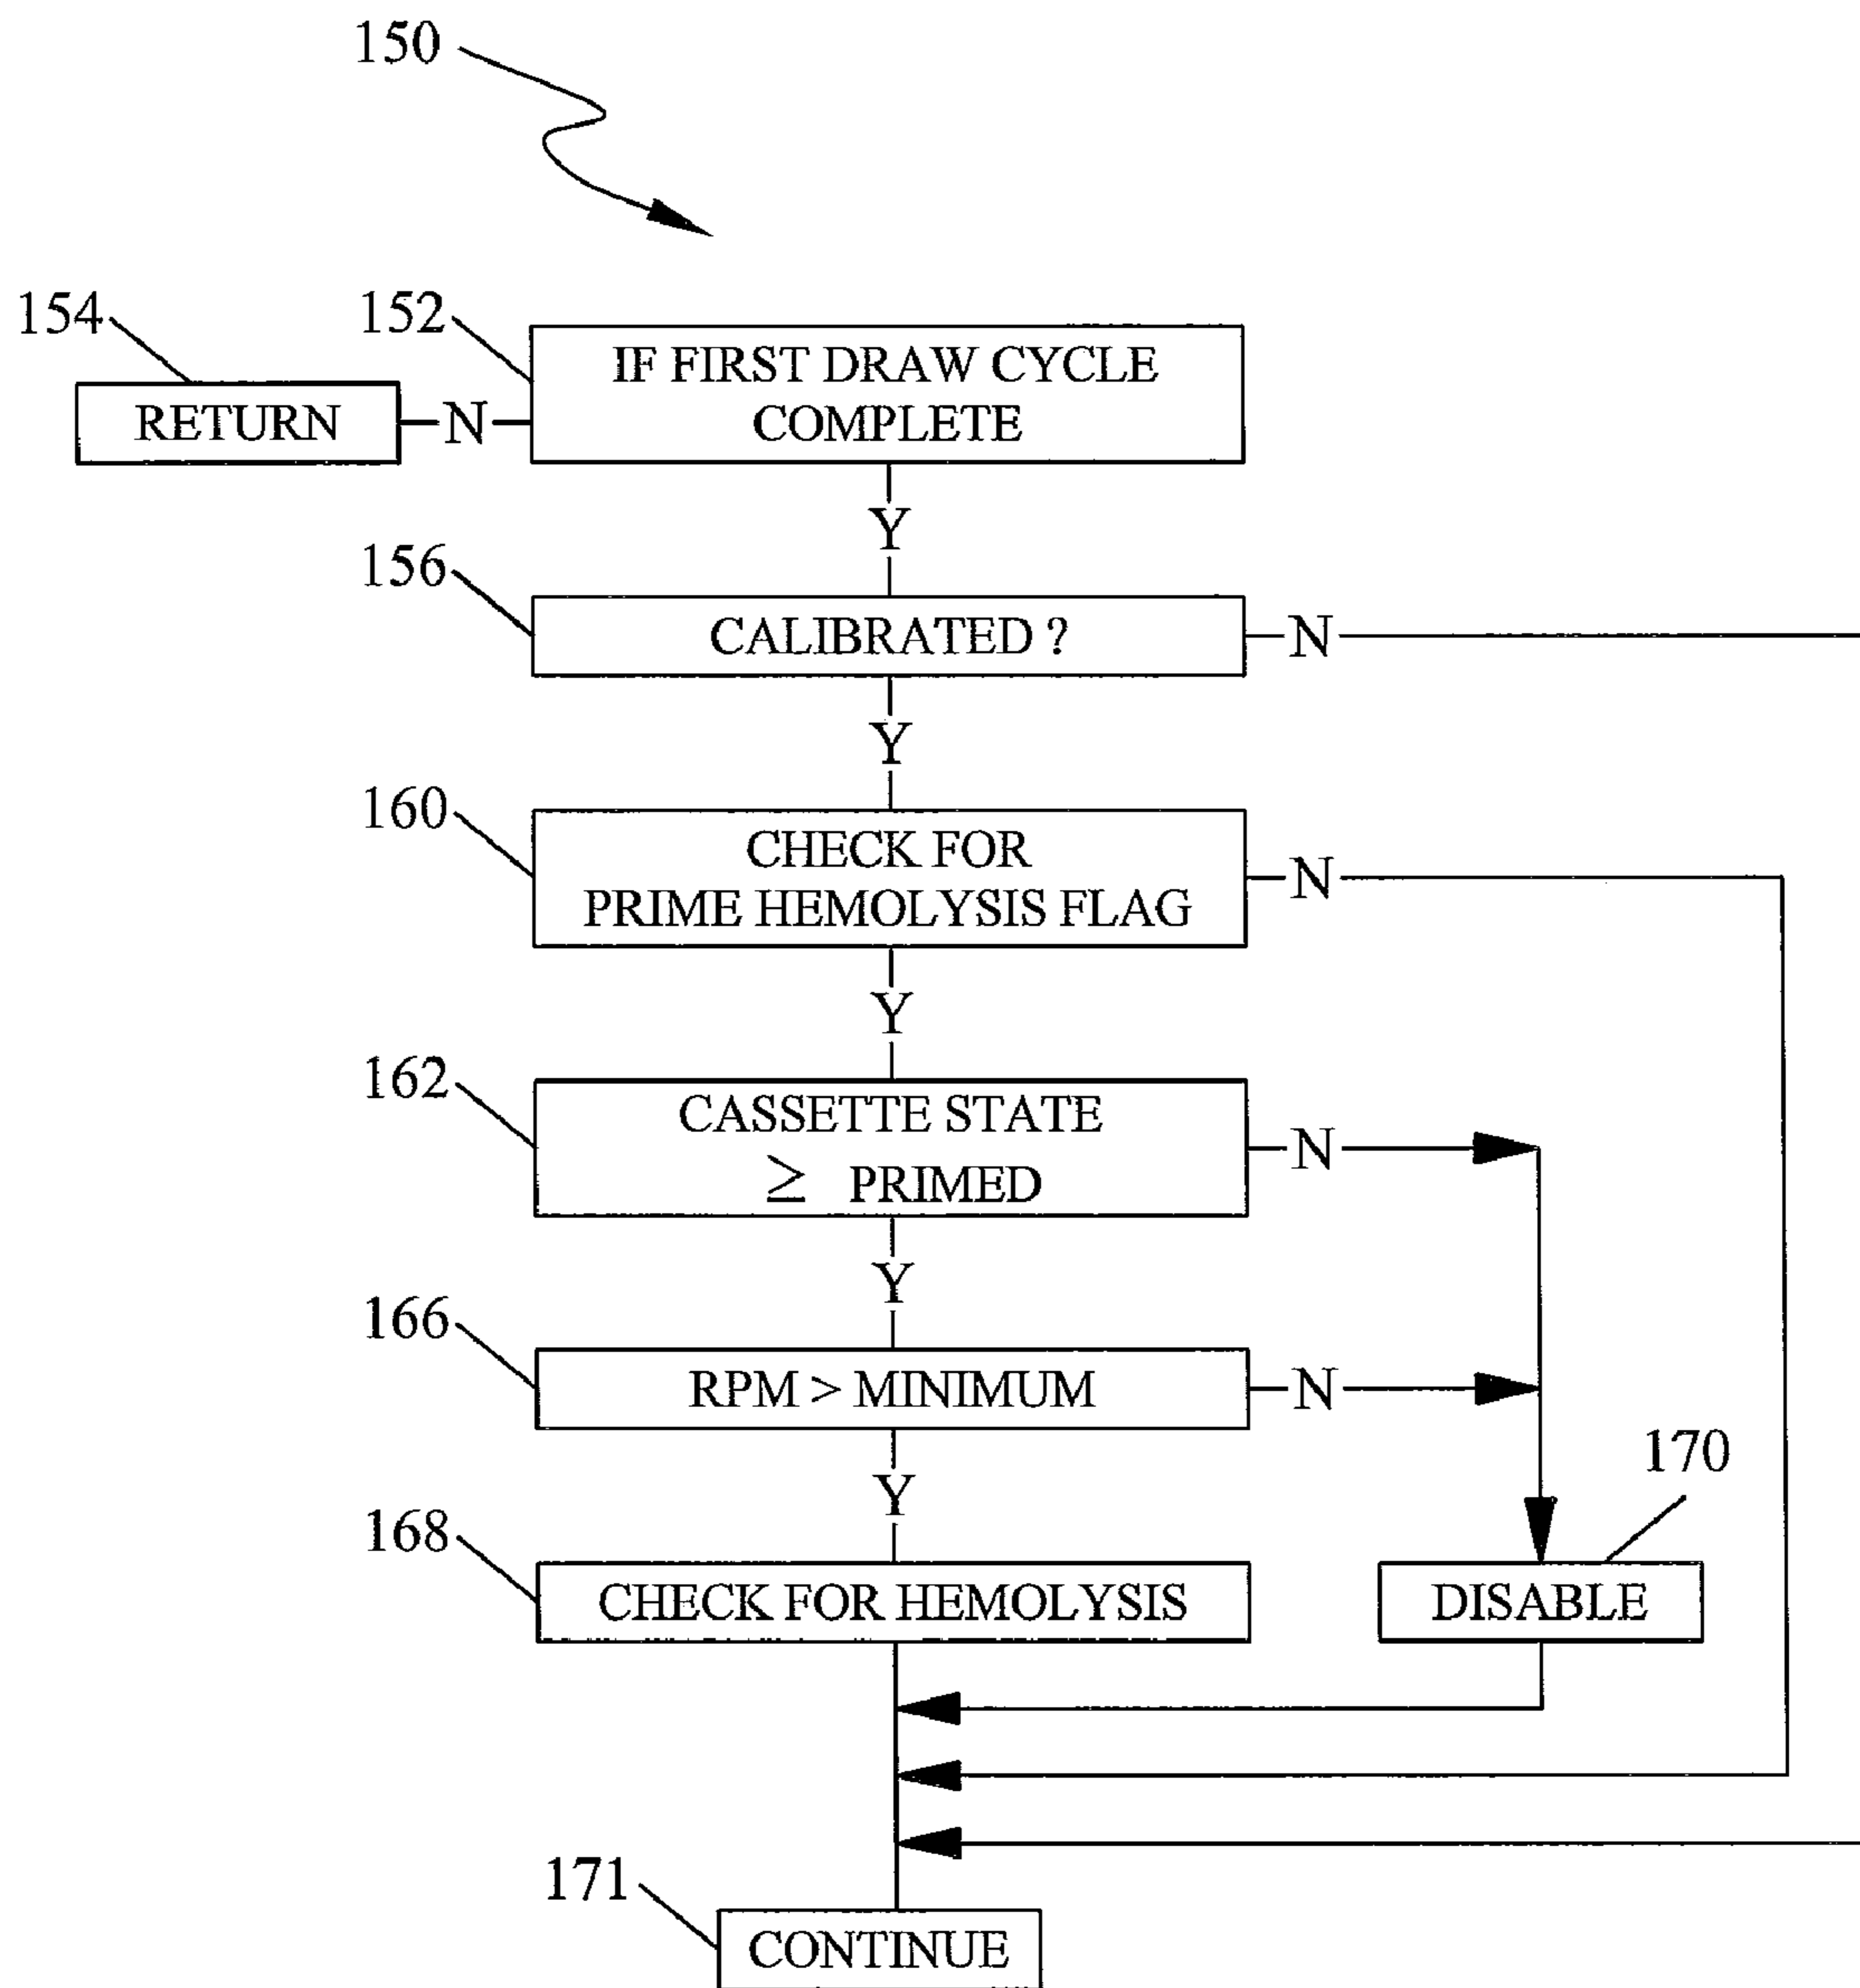 150
154
152
IF FIRST DRAW CYCLE
COMPLETE
RETURN
N
Y
156
CALIBRATED ?
N
Y
160
CHECK FOR
PRIME HEMOLYSIS FLAG
N
Y
162
CASSETTE STATE
≥ PRIMED
N
Y
166
RPM > MINIMUM
N
Y
170
168
CHECK FOR HEMOLYSIS
DISABLE
171
CONTINUE